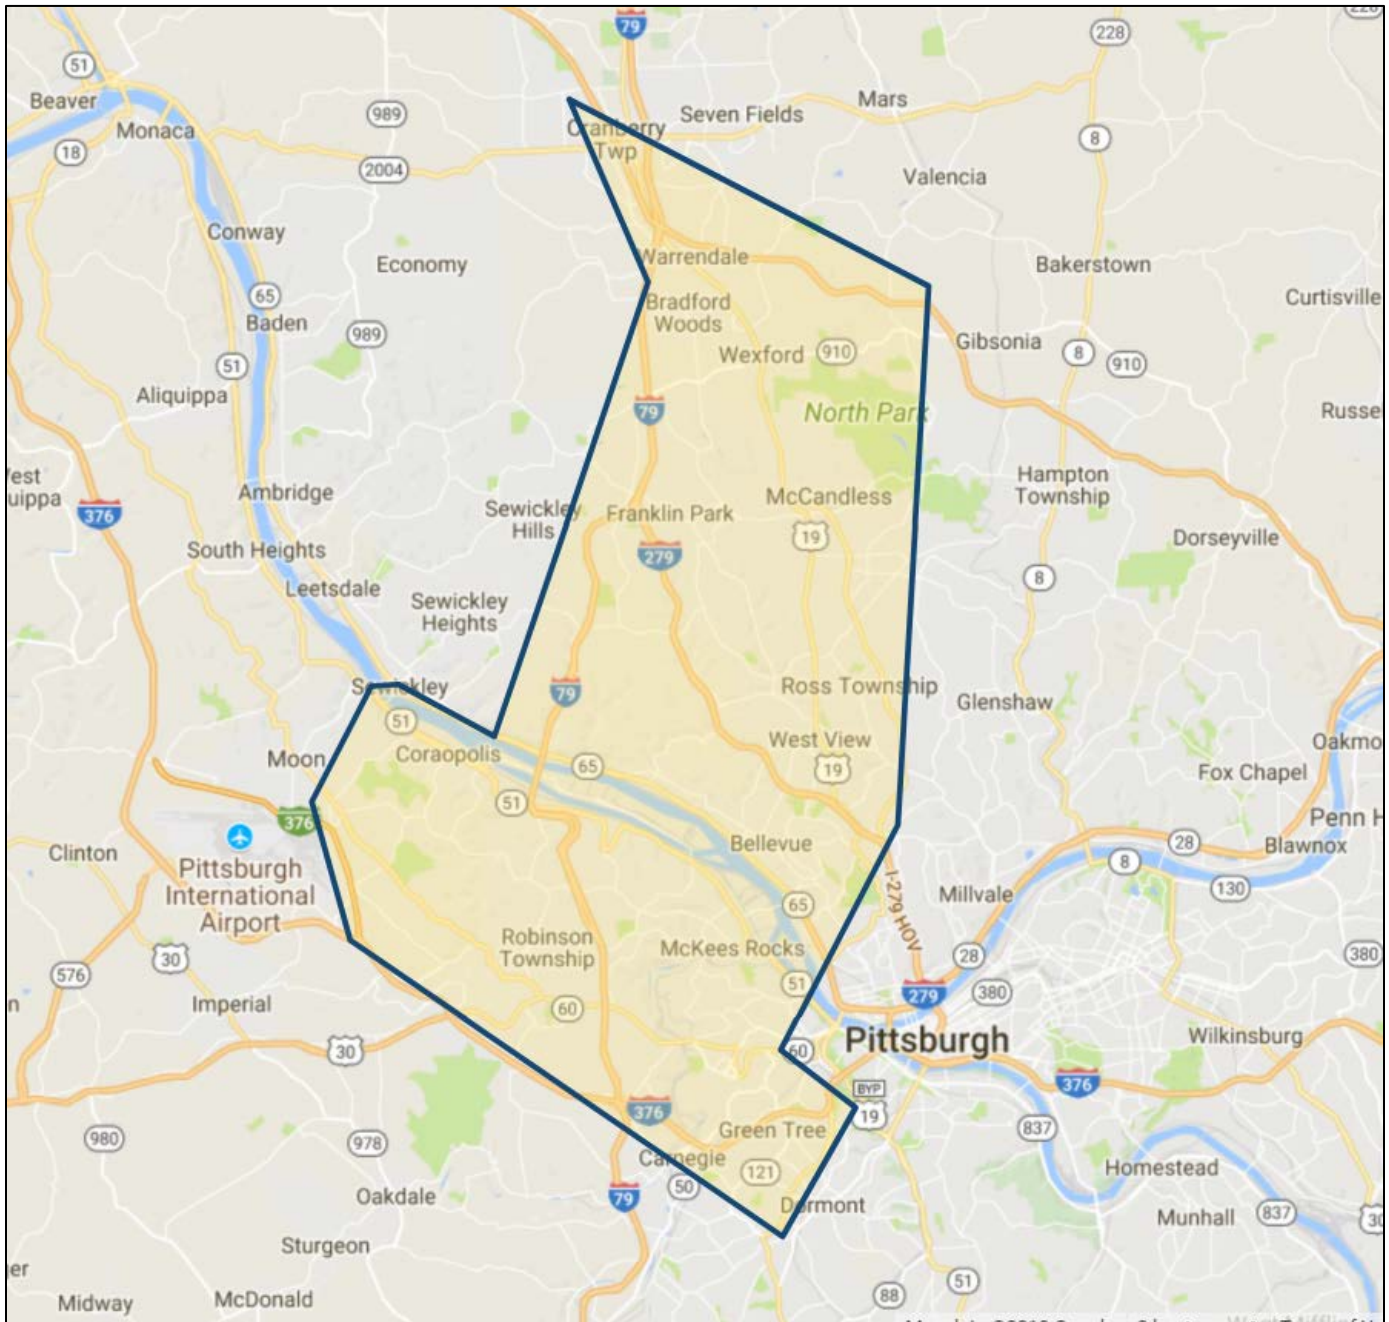 79
228
51
Beaver
Monaca
989
Seven Fields
Mars
Cranberry
Twp
8
18
2004
Valencia
Conway
Economy
Warrendale
Bakerstown
65
Baden
989
Bradford
Woods
Curtisville
51
Wexford
910
Gibsonia
8
910
Aliquippa
79
North Park
Russe
Ambridge
Sewickley
Hills
Franklin Park
McCandless
Hampton
Township
376
279
19
Dorseyville
South Heights
Leetsdale
8
Sewickley
Heights
Sewickley
79
Ross Township
Glenshaw
51
Coraopolis
West View
Oakmo
Moon
65
19
Fox Chapel
51
376
Penn H
Clinton
Pittsburgh
International
Airport
Bellevue
28
Blawnox
8
130
I-279 HOV
Millvale
65
Robinson
Township
McKees Rocks
28
380
30
576
51
279
380
Imperial
60
n
Pittsburgh
Wilkinsburg
30
60
376
BYP
19
376
980
978
Green Tree
837
Carnegie
121
Homestead
50
79
Oakdale
Dormont
Munhall
837
30
Sturgeon
51
88
Midway
McDonald